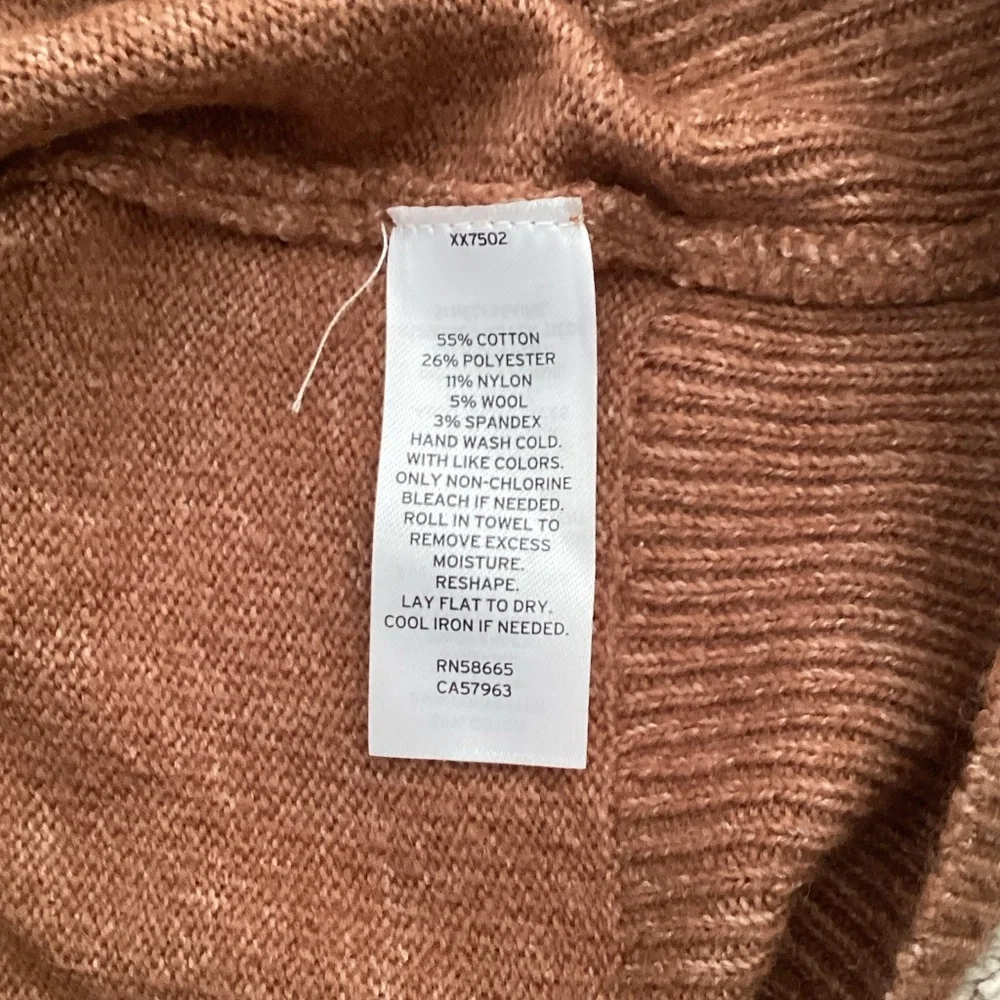 XX7502
55% COTTON
26% POLYESTER
11% NYLON
5% WOOL
3% SPANDEX
HAND WASH COLD.
WITH LIKE COLORS.
ONLY NON-CHLORINE
BLEACH IF NEEDED.
ROLL IN TOWEL TO
REMOVE EXCESS
MOISTURE.
RESHAPE.
LAY FLAT TO DRY.
COOL IRON IF NEEDED.
RN58665
CA57963